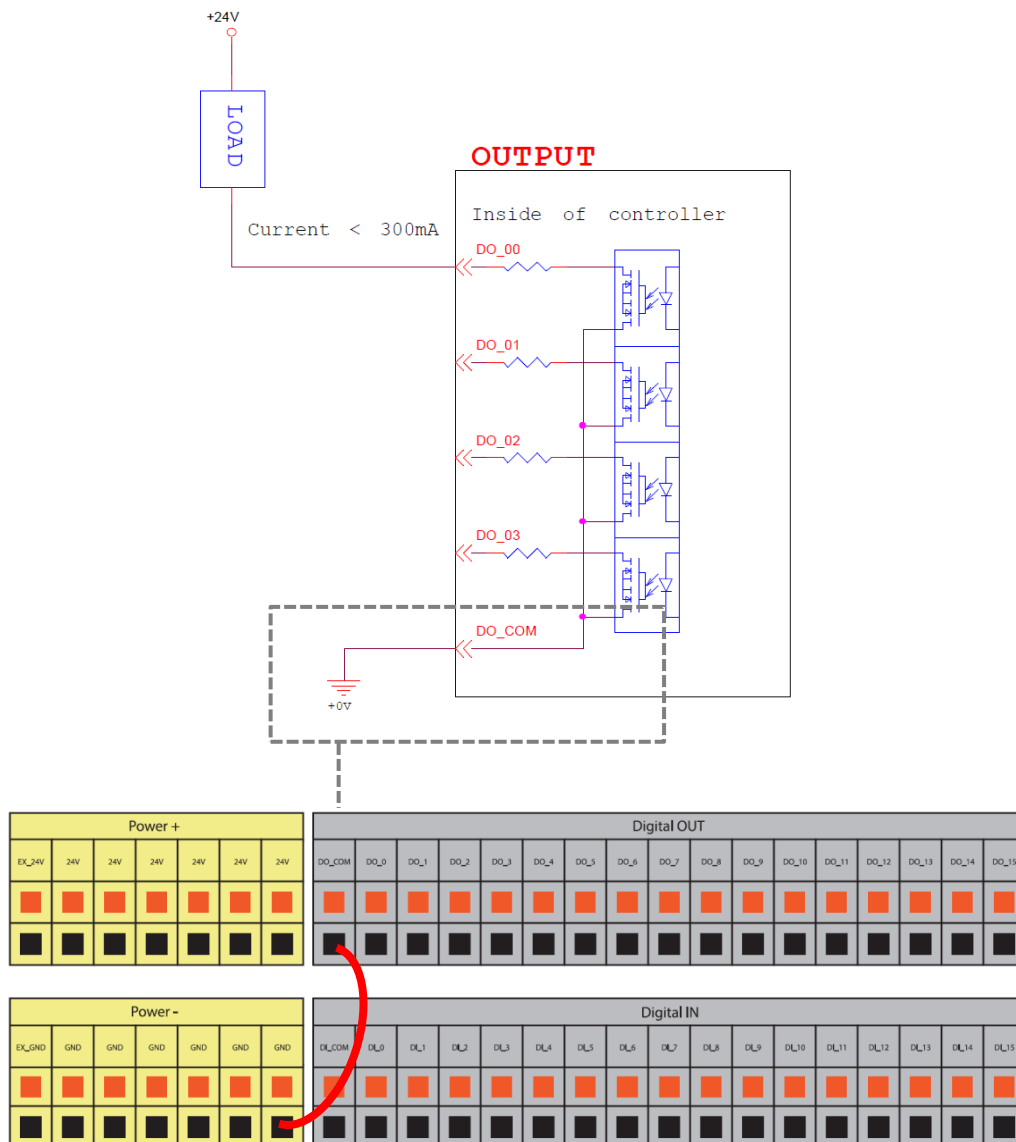 +24V
LOAD
OUTPUT
Inside of controller
Current < 300mA
DO_00
DO_01
DO_02
DO_03
DO_COM
+0V
Power + Digital OUT
EX_24V 24V 24V 24V 24V 24V 24V DO_COM DO_0 DO_1 DO_2 DO_3 DO_4 DO_5 DO_6 DO_7 DO_8 DO_9 DO_10 DO_11 DO_12 DO_13 DO_14 DO_15
Power - Digital IN
EX_GND GND GND GND GND GND GND DI_COM DI_0 DI_1 DI_2 DI_3 DI_4 DI_5 DI_6 DI_7 DI_8 DI_9 DI_10 DI_11 DI_12 DI_13 DI_14 DI_15